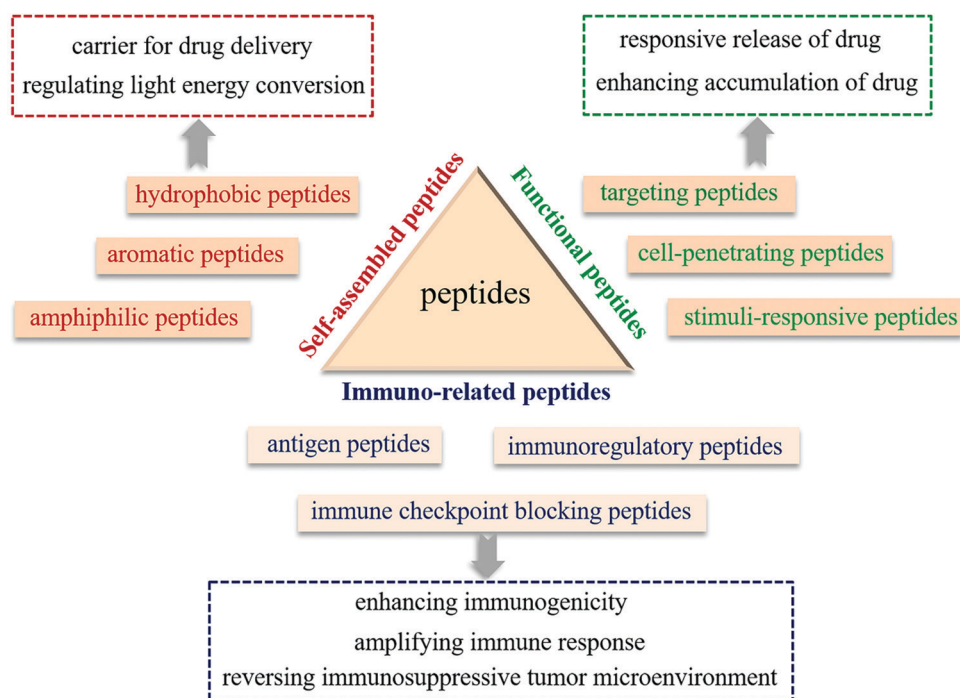 carrier for drug delivery
regulating light energy conversion
hydrophobic peptides
aromatic peptides
amphiphilic peptides
Self-assembled peptides
peptides
Functional peptides
responsive release of drug
enhancing accumulation of drug
targeting peptides
cell-penetrating peptides
stimuli-responsive peptides
Immuno-related peptides
antigen peptides
immunoregulatory peptides
immune checkpoint blocking peptides
enhancing immunogenicity
amplifying immune response
reversing immunosuppressive tumor microenvironment